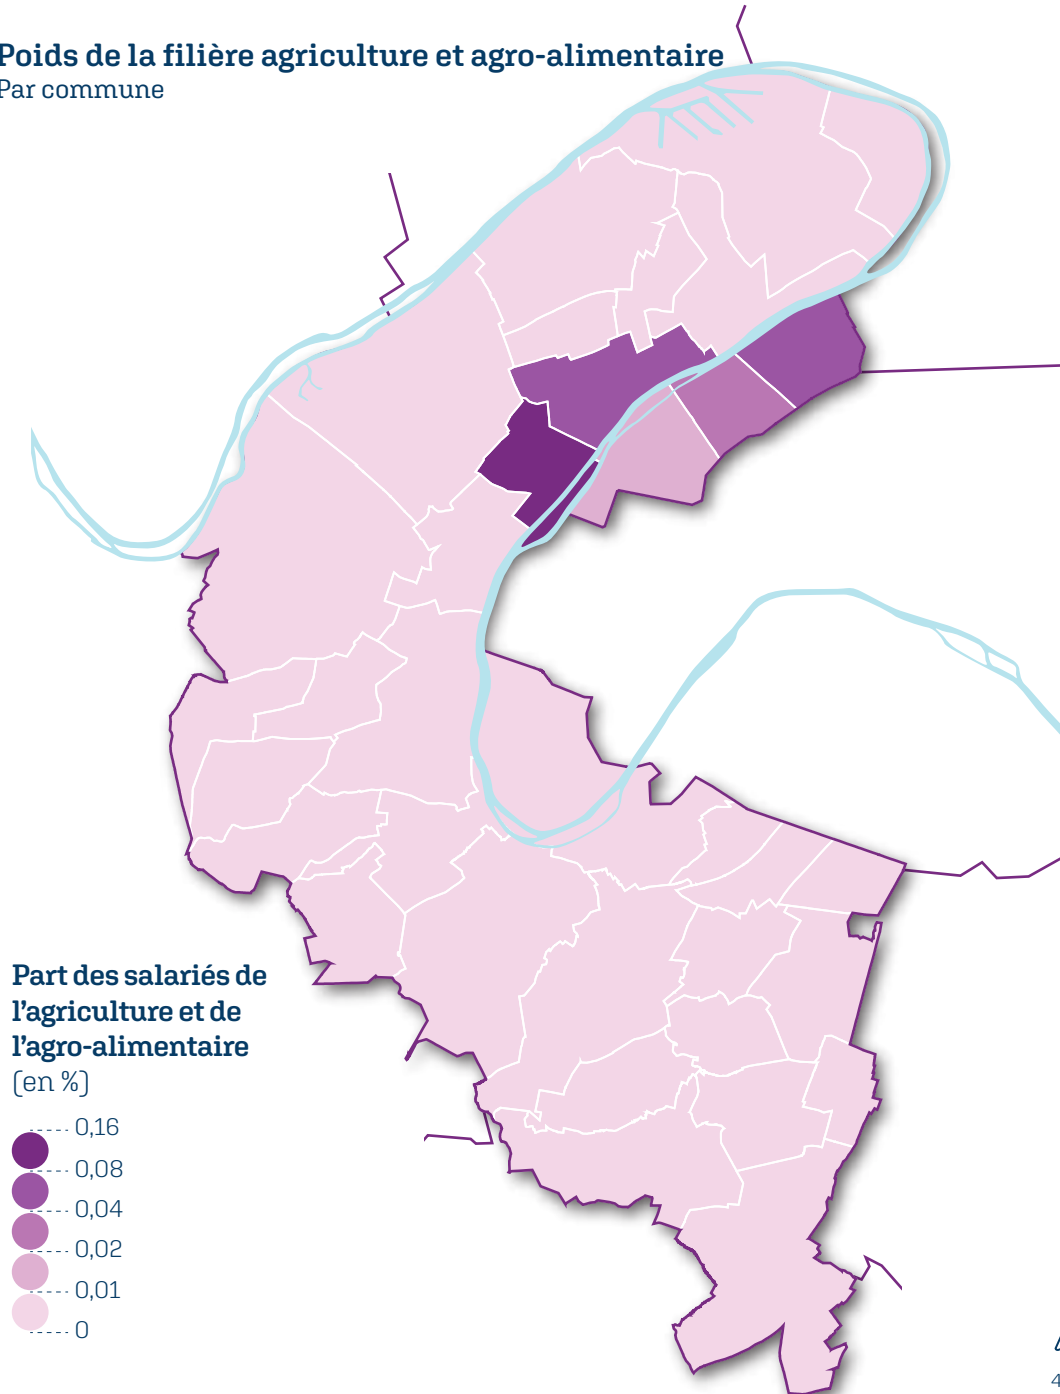 Poids de la filière agriculture et agro-alimentaire
Par commune
Part des salariés de
l'agriculture et de
l'agro-alimentaire
(en %)
0,16
0,08
0,04
0,02
0,01
0
4